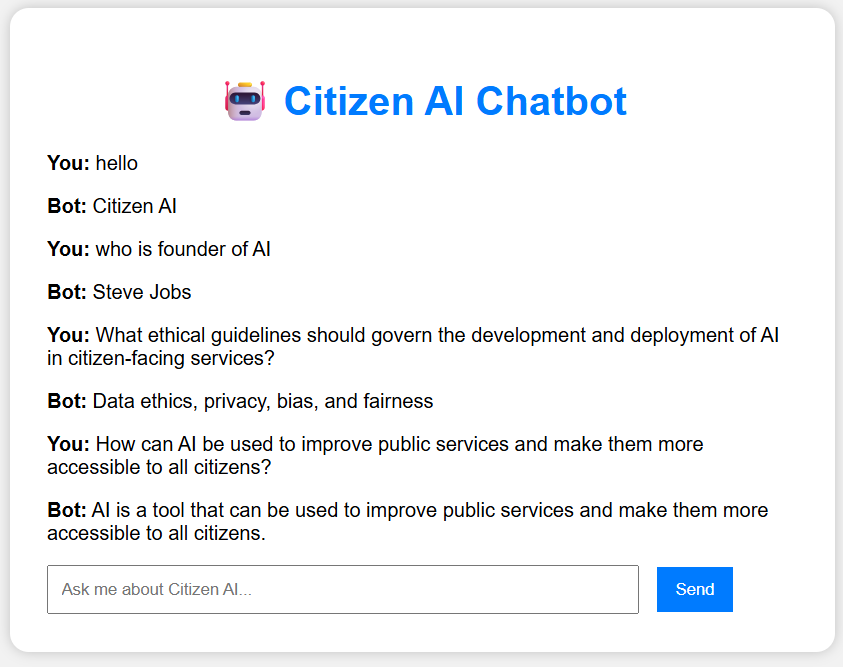 Citizen AI Chatbot
You: hello
Bot: Citizen AI
You: who is founder of AI
Bot: Steve Jobs
You: What ethical guidelines should govern the development and deployment of AI
in citizen-facing services?
Bot: Data ethics, privacy, bias, and fairness
You: How can AI be used to improve public services and make them more
accessible to all citizens?
Bot: AI is a tool that can be used to improve public services and make them more
accessible to all citizens.
Ask me about Citizen AI... Send